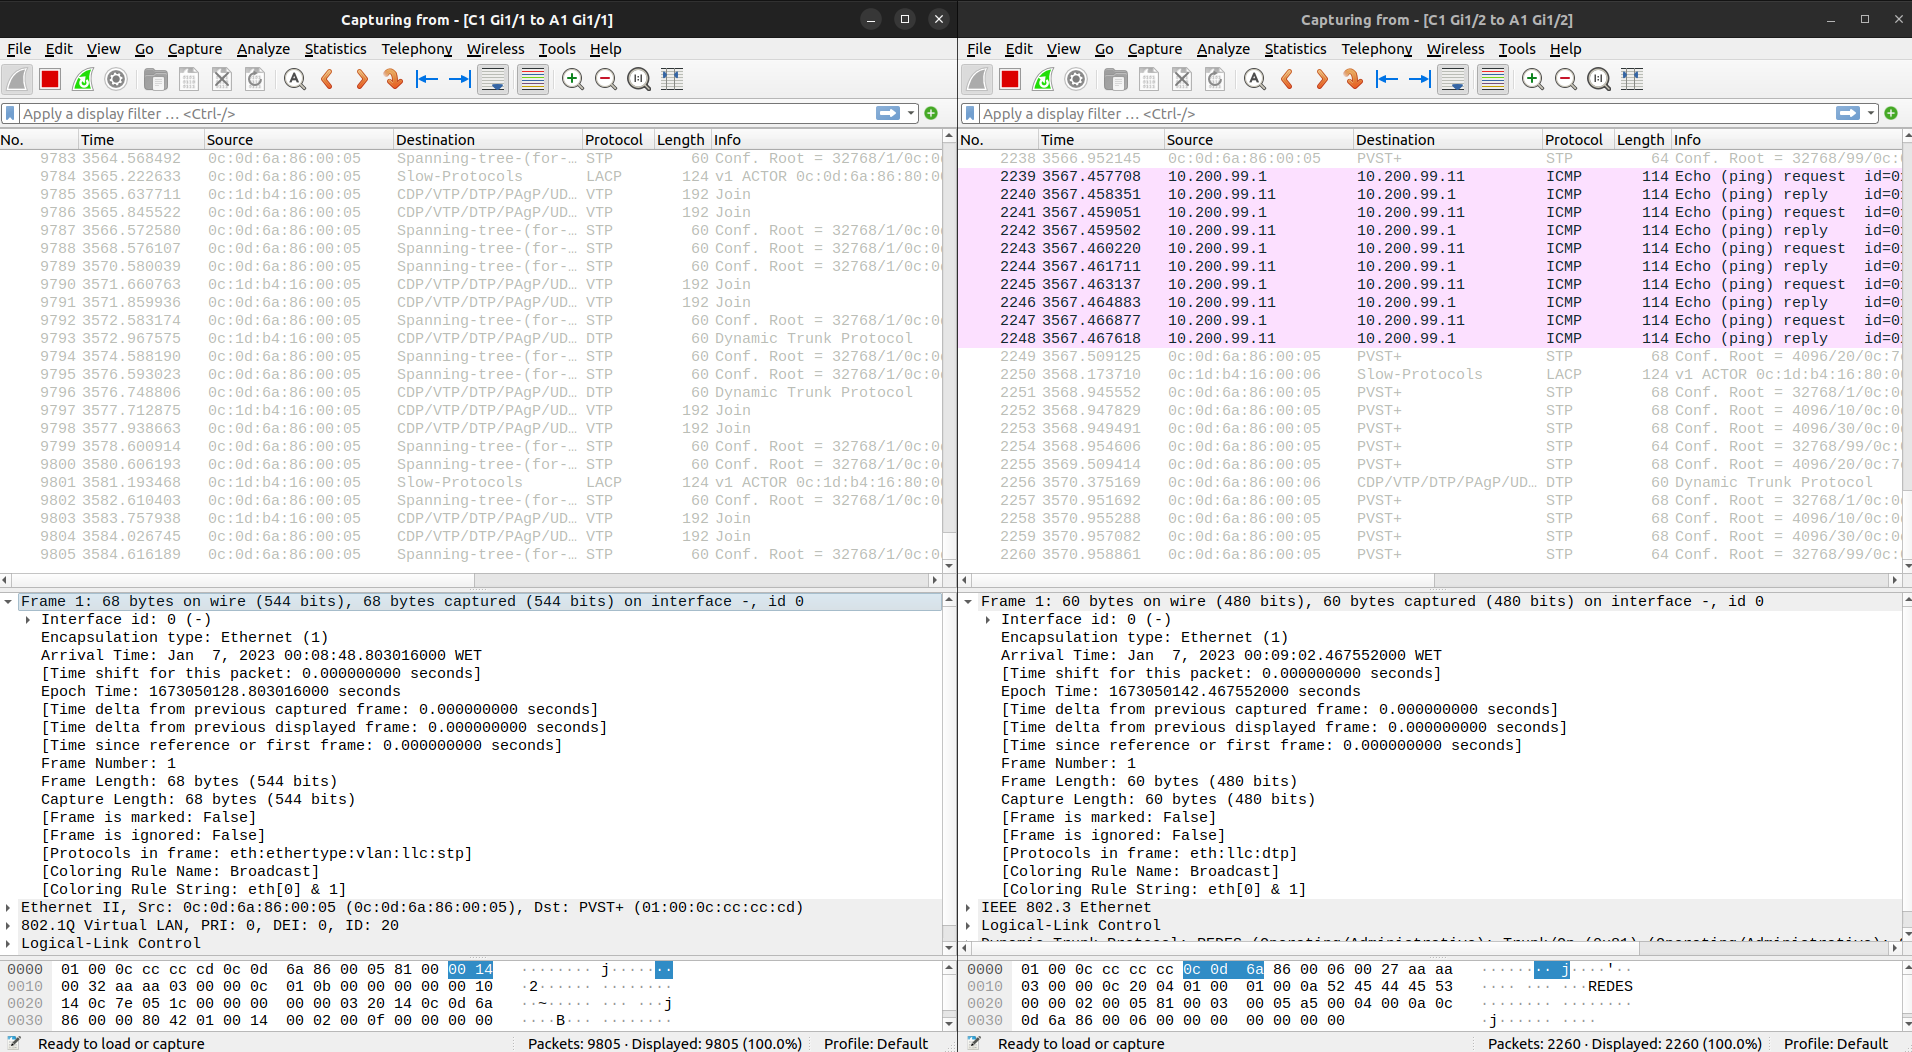 Capturing from - [C1 Gi1/1 to A1 Gi1/1]
File Edit View Go Capture Analyze Statistics Telephony Wireless Tools Help
Apply a display filter … <Ctrl-/>
No. Time Source Destination Protocol Length Info
9783 3564.568492 0c:0d:6a:86:00:05 Spanning-tree-(for-… STP 60 Conf. Root = 32768/1/0c:0
9784 3565.222633 0c:0d:6a:86:00:05 Slow-Protocols LACP 124 v1 ACTOR 0c:0d:6a:86:80:0
9785 3565.637711 0c:1d:b4:16:00:05 CDP/VTP/DTP/PAgP/UD… VTP 192 Join
9786 3565.845522 0c:0d:6a:86:00:05 CDP/VTP/DTP/PAgP/UD… VTP 192 Join
9787 3566.572580 0c:0d:6a:86:00:05 Spanning-tree-(for-… STP 60 Conf. Root = 32768/1/0c:0
9788 3568.576107 0c:0d:6a:86:00:05 Spanning-tree-(for-… STP 60 Conf. Root = 32768/1/0c:0
9789 3570.580039 0c:0d:6a:86:00:05 Spanning-tree-(for-… STP 60 Conf. Root = 32768/1/0c:0
9790 3571.660763 0c:1d:b4:16:00:05 CDP/VTP/DTP/PAgP/UD… VTP 192 Join
9791 3571.859936 0c:0d:6a:86:00:05 CDP/VTP/DTP/PAgP/UD… VTP 192 Join
9792 3572.583174 0c:0d:6a:86:00:05 Spanning-tree-(for-… STP 60 Conf. Root = 32768/1/0c:0
9793 3572.967575 0c:1d:b4:16:00:05 CDP/VTP/DTP/PAgP/UD… DTP 60 Dynamic Trunk Protocol
9794 3574.588190 0c:0d:6a:86:00:05 Spanning-tree-(for-… STP 60 Conf. Root = 32768/1/0c:0
9795 3576.593023 0c:0d:6a:86:00:05 Spanning-tree-(for-… STP 60 Conf. Root = 32768/1/0c:0
9796 3576.748806 0c:0d:6a:86:00:05 CDP/VTP/DTP/PAgP/UD… DTP 60 Dynamic Trunk Protocol
9797 3577.712875 0c:1d:b4:16:00:05 CDP/VTP/DTP/PAgP/UD… VTP 192 Join
9798 3577.938663 0c:0d:6a:86:00:05 CDP/VTP/DTP/PAgP/UD… VTP 192 Join
9799 3578.600914 0c:0d:6a:86:00:05 Spanning-tree-(for-… STP 60 Conf. Root = 32768/1/0c:0
9800 3580.606193 0c:0d:6a:86:00:05 Spanning-tree-(for-… STP 60 Conf. Root = 32768/1/0c:0
9801 3581.193468 0c:1d:b4:16:00:05 Slow-Protocols LACP 124 v1 ACTOR 0c:1d:b4:16:80:0
9802 3582.610403 0c:0d:6a:86:00:05 Spanning-tree-(for-… STP 60 Conf. Root = 32768/1/0c:0
9803 3583.757938 0c:1d:b4:16:00:05 CDP/VTP/DTP/PAgP/UD… VTP 192 Join
9804 3584.026745 0c:0d:6a:86:00:05 CDP/VTP/DTP/PAgP/UD… VTP 192 Join
9805 3584.616189 0c:0d:6a:86:00:05 Spanning-tree-(for-… STP 60 Conf. Root = 32768/1/0c:0
Frame 1: 68 bytes on wire (544 bits), 68 bytes captured (544 bits) on interface -, id 0
Interface id: 0 (-)
Encapsulation type: Ethernet (1)
Arrival Time: Jan 7, 2023 00:08:48.803016000 WET
[Time shift for this packet: 0.000000000 seconds]
Epoch Time: 1673050128.803016000 seconds
[Time delta from previous captured frame: 0.000000000 seconds]
[Time delta from previous displayed frame: 0.000000000 seconds]
[Time since reference or first frame: 0.000000000 seconds]
Frame Number: 1
Frame Length: 68 bytes (544 bits)
Capture Length: 68 bytes (544 bits)
[Frame is marked: False]
[Frame is ignored: False]
[Protocols in frame: eth:ethertype:vlan:llc:stp]
[Coloring Rule Name: Broadcast]
[Coloring Rule String: eth[0] & 1]
Ethernet II, Src: 0c:0d:6a:86:00:05 (0c:0d:6a:86:00:05), Dst: PVST+ (01:00:0c:cc:cc:cd)
802.1Q Virtual LAN, PRI: 0, DEI: 0, ID: 20
Logical-Link Control
0000 01 00 0c cc cc cd 0c 0d 6a 86 00 05 81 00 00 14 ········ j·······
0010 00 32 aa aa 03 00 00 0c 01 0b 00 00 00 00 00 10 ·2······ ········
0020 14 0c 7e 05 1c 00 00 00 00 00 03 20 14 0c 0d 6a ··~····· ··· ···j
0030 86 00 00 80 42 01 00 14 00 02 00 0f 00 00 00 00 ····B··· ········
Ready to load or capture Packets: 9805 · Displayed: 9805 (100.0%) Profile: Default
Capturing from - [C1 Gi1/2 to A1 Gi1/2]
File Edit View Go Capture Analyze Statistics Telephony Wireless Tools Help
Apply a display filter … <Ctrl-/>
No. Time Source Destination Protocol Length Info
2238 3566.952145 0c:0d:6a:86:00:05 PVST+ STP 64 Conf. Root = 32768/99/0c:
2239 3567.457708 10.200.99.1 10.200.99.11 ICMP 114 Echo (ping) request id=0
2240 3567.458351 10.200.99.11 10.200.99.1 ICMP 114 Echo (ping) reply id=0
2241 3567.459051 10.200.99.1 10.200.99.11 ICMP 114 Echo (ping) request id=0
2242 3567.459502 10.200.99.11 10.200.99.1 ICMP 114 Echo (ping) reply id=0
2243 3567.460220 10.200.99.1 10.200.99.11 ICMP 114 Echo (ping) request id=0
2244 3567.461711 10.200.99.11 10.200.99.1 ICMP 114 Echo (ping) reply id=0
2245 3567.463137 10.200.99.1 10.200.99.11 ICMP 114 Echo (ping) request id=0
2246 3567.464883 10.200.99.11 10.200.99.1 ICMP 114 Echo (ping) reply id=0
2247 3567.466877 10.200.99.1 10.200.99.11 ICMP 114 Echo (ping) request id=0
2248 3567.467618 10.200.99.11 10.200.99.1 ICMP 114 Echo (ping) reply id=0
2249 3567.509125 0c:0d:6a:86:00:05 PVST+ STP 68 Conf. Root = 4096/20/0c:7
2250 3568.173710 0c:1d:b4:16:00:06 Slow-Protocols LACP 124 v1 ACTOR 0c:1d:b4:16:80:0
2251 3568.945552 0c:0d:6a:86:00:05 PVST+ STP 68 Conf. Root = 32768/1/0c:0
2252 3568.947829 0c:0d:6a:86:00:05 PVST+ STP 68 Conf. Root = 4096/10/0c:0
2253 3568.949491 0c:0d:6a:86:00:05 PVST+ STP 68 Conf. Root = 4096/30/0c:0
2254 3568.954606 0c:0d:6a:86:00:05 PVST+ STP 64 Conf. Root = 32768/99/0c:
2255 3569.509414 0c:0d:6a:86:00:05 PVST+ STP 68 Conf. Root = 4096/20/0c:7
2256 3570.375169 0c:0d:6a:86:00:06 CDP/VTP/DTP/PAgP/UD… DTP 60 Dynamic Trunk Protocol
2257 3570.951692 0c:0d:6a:86:00:05 PVST+ STP 68 Conf. Root = 32768/1/0c:0
2258 3570.955288 0c:0d:6a:86:00:05 PVST+ STP 68 Conf. Root = 4096/10/0c:0
2259 3570.957082 0c:0d:6a:86:00:05 PVST+ STP 68 Conf. Root = 4096/30/0c:0
2260 3570.958861 0c:0d:6a:86:00:05 PVST+ STP 64 Conf. Root = 32768/99/0c:
Frame 1: 60 bytes on wire (480 bits), 60 bytes captured (480 bits) on interface -, id 0
Interface id: 0 (-)
Encapsulation type: Ethernet (1)
Arrival Time: Jan 7, 2023 00:09:02.467552000 WET
[Time shift for this packet: 0.000000000 seconds]
Epoch Time: 1673050142.467552000 seconds
[Time delta from previous captured frame: 0.000000000 seconds]
[Time delta from previous displayed frame: 0.000000000 seconds]
[Time since reference or first frame: 0.000000000 seconds]
Frame Number: 1
Frame Length: 60 bytes (480 bits)
Capture Length: 60 bytes (480 bits)
[Frame is marked: False]
[Frame is ignored: False]
[Protocols in frame: eth:llc:dtp]
[Coloring Rule Name: Broadcast]
[Coloring Rule String: eth[0] & 1]
IEEE 802.3 Ethernet
Logical-Link Control
Dynamic Trunk Protocol: REDES (Operating/Administrative): Trunk/On (0x81) (Operating/Administrative):
0000 01 00 0c cc cc cc 0c 0d 6a 86 00 06 00 27 aa aa ········ j····'··
0010 03 00 00 0c 20 04 01 00 01 00 0a 52 45 44 45 53 ···· ··· ···REDES
0020 00 00 02 00 05 81 00 03 00 05 a5 00 04 00 0a 0c ········ ········
0030 0d 6a 86 00 06 00 00 00 00 00 00 00 ·j······ ····
Ready to load or capture Packets: 2260 · Displayed: 2260 (100.0%) Profile: Default